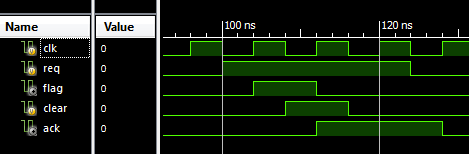 Name Value 100 ns 120 ns
clk 0
req 0
flag 0
clear 0
ack 0